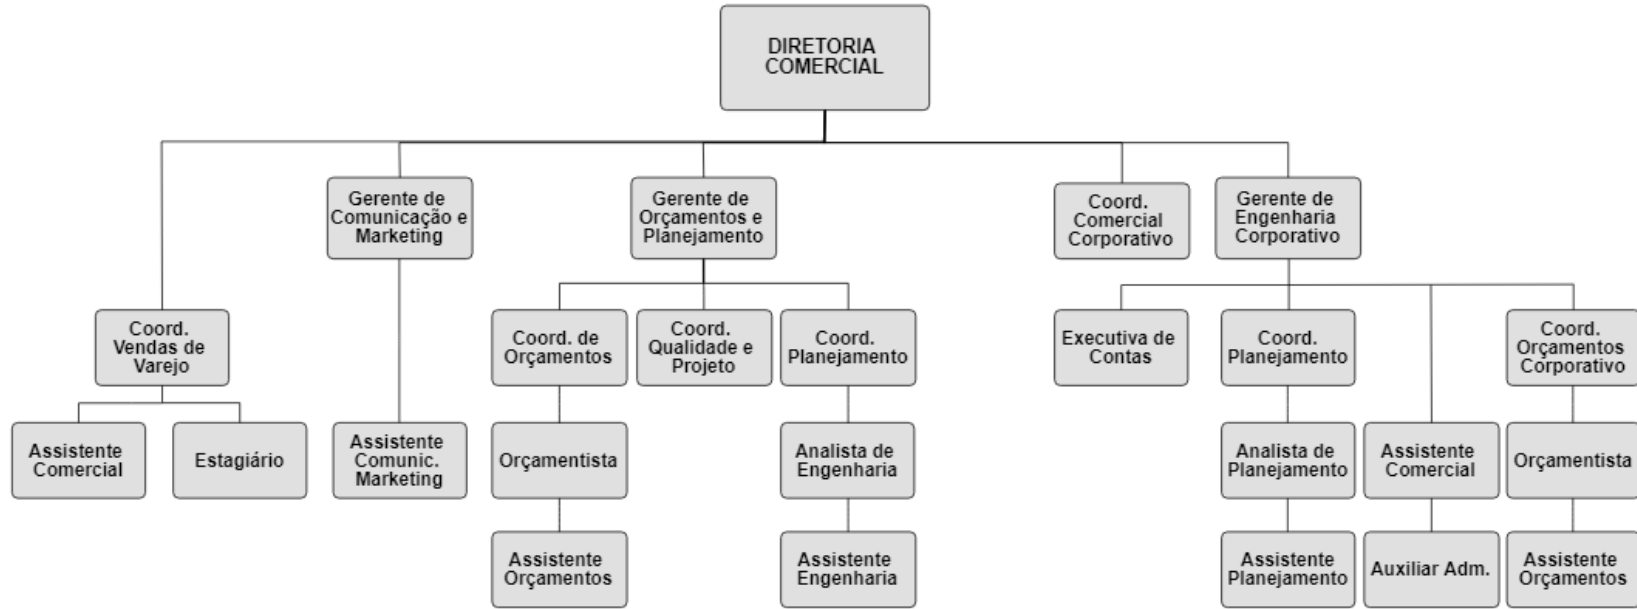 DIRETORIA
COMERCIAL
Gerente de
Comunicação e
Marketing
Gerente de
Orçamentos e
Planejamento
Coord.
Comercial
Corporativo
Gerente de
Engenharia
Corporativo
Coord.
Vendas de
Varejo
Coord. de
Orçamentos
Coord.
Qualidade e
Projeto
Coord.
Planejamento
Executiva de
Contas
Coord.
Planejamento
Coord.
Orçamentos
Corporativo
Assistente
Comercial
Estagiário
Assistente
Comunic.
Marketing
Orçamentista
Analista de
Engenharia
Analista de
Planejamento
Assistente
Comercial
Orçamentista
Assistente
Orçamentos
Assistente
Engenharia
Assistente
Planejamento
Auxiliar Adm.
Assistente
Orçamentos